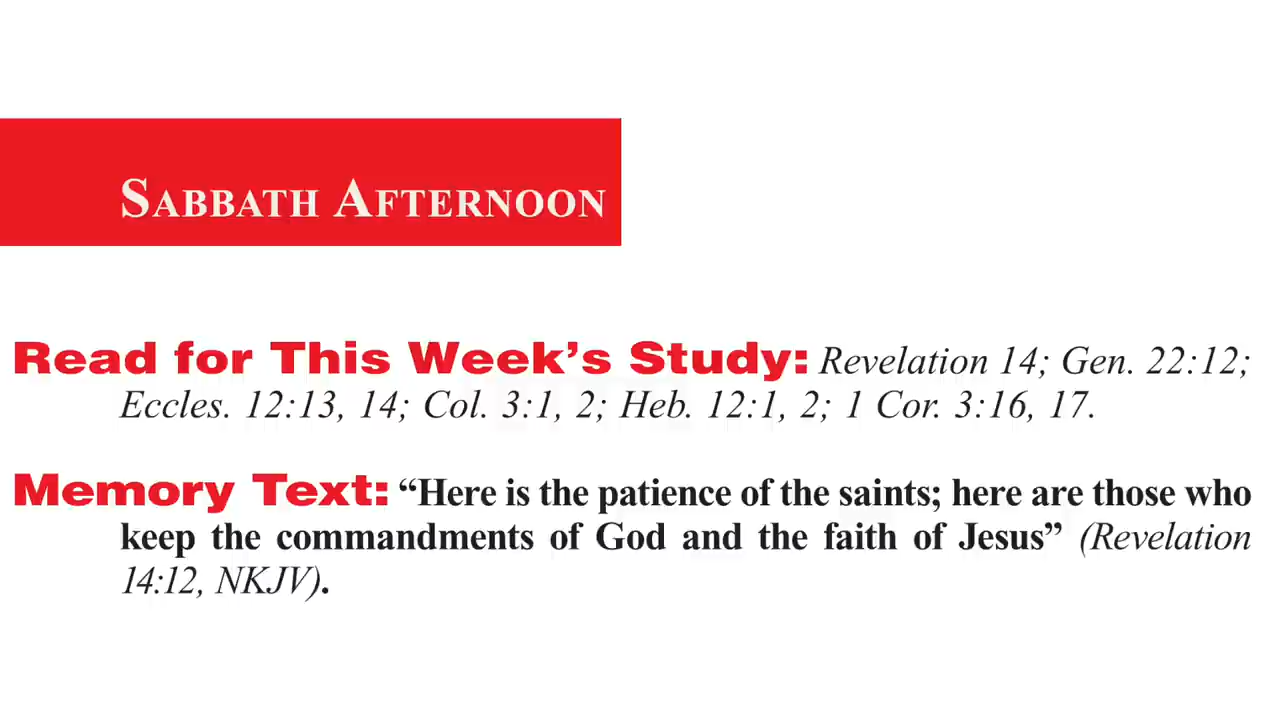 SABBATH AFTERNOON
Read for This Week’s Study: Revelation 14; Gen. 22:12;
Eccles. 12:13, 14; Col. 3:1, 2; Heb. 12:1, 2; 1 Cor. 3:16, 17.
Memory Text: “Here is the patience of the saints; here are those who
keep the commandments of God and the faith of Jesus” (Revelation
14:12, NKJV).